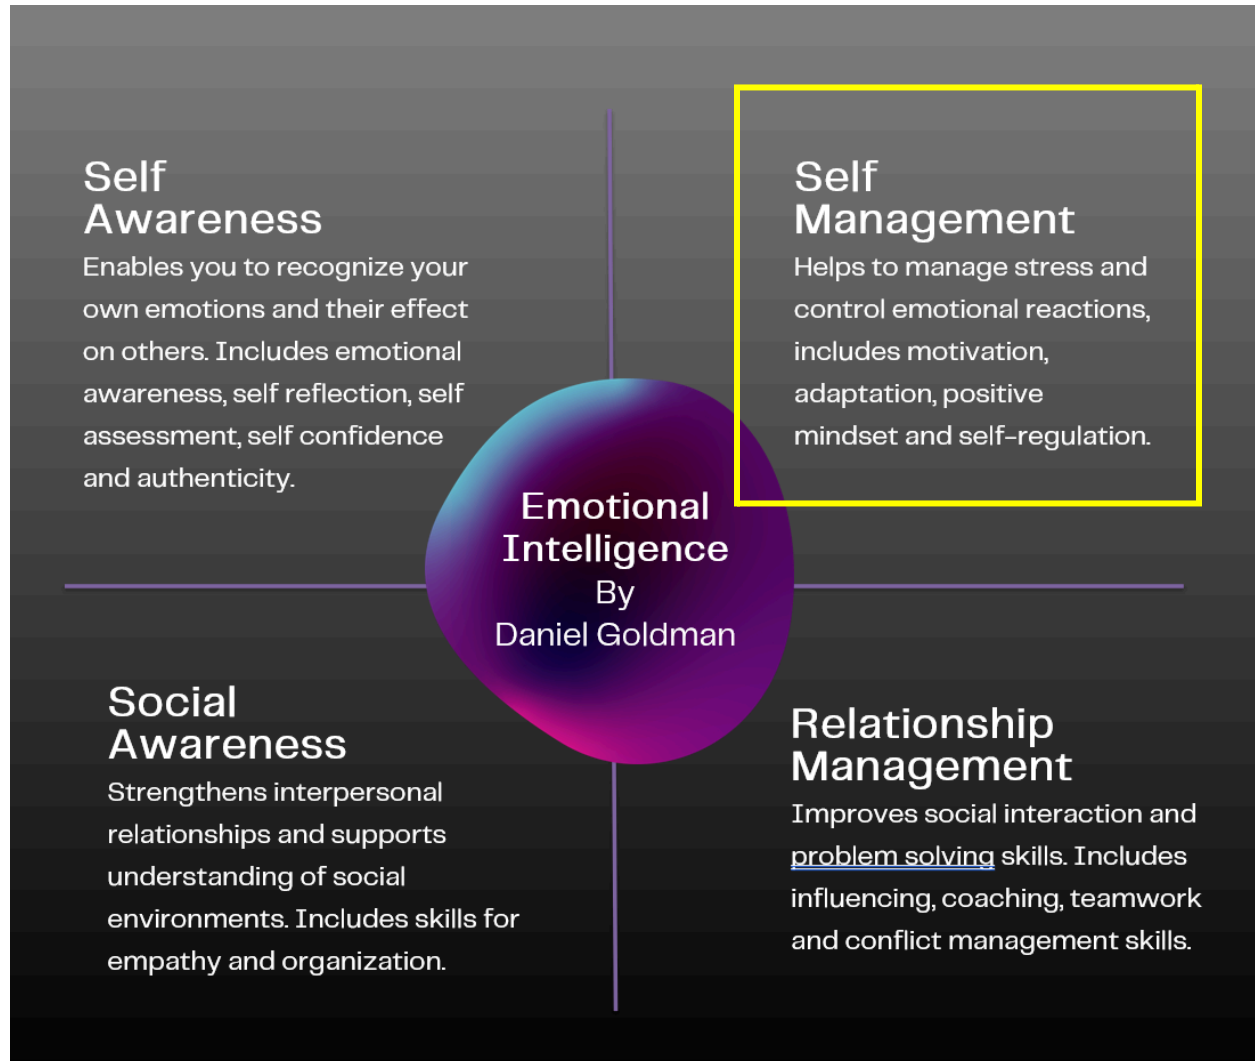 Self
Awareness
Enables you to recognize your
own emotions and their effect
on others. Includes emotional
awareness, self reflection, self
assessment, self confidence
and authenticity.
Self
Management
Helps to manage stress and
control emotional reactions,
includes motivation,
adaptation, positive
mindset and self-regulation.
Emotional
Intelligence
By
Daniel Goldman
Social
Awareness
Strengthens interpersonal
relationships and supports
understanding of social
environments. Includes skills for
empathy and organization.
Relationship
Management
Improves social interaction and
problem solving skills. Includes
influencing, coaching, teamwork
and conflict management skills.